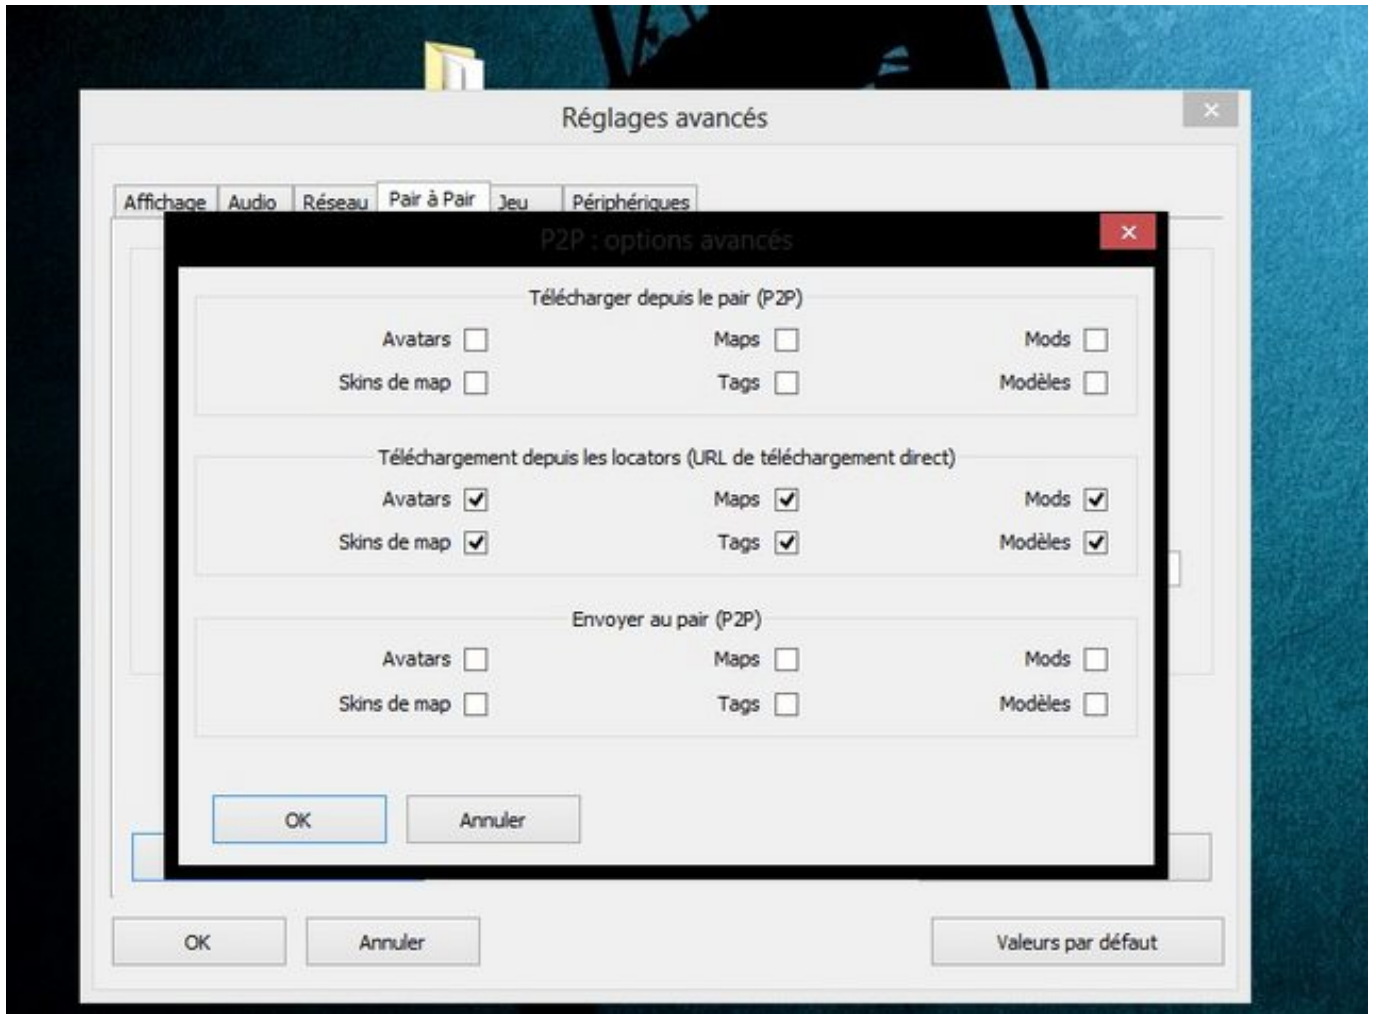 Réglages avancés
Affichage Audio Réseau Pair à Pair Jeu Périphériques
P2P : options avancés
Télécharger depuis le pair (P2P)
Avatars Maps Mods
Skins de map Tags Modèles
Téléchargement depuis les locators (URL de téléchargement direct)
Avatars Maps Mods
Skins de map Tags Modèles
Envoyer au pair (P2P)
Avatars Maps Mods
Skins de map Tags Modèles
OK Annuler
OK Annuler Valeurs par défaut